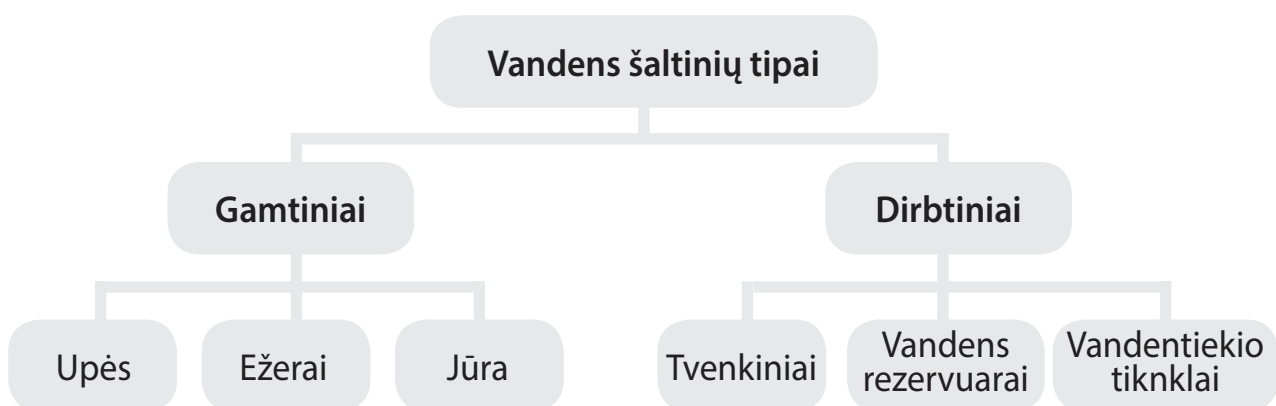 Vandens šaltinių tipai
Gamtiniai
Dirbtiniai
Upės
Ežerai
Jūra
Tvenkiniai
Vandens
rezervuarai
Vandentiekio
tiknklai